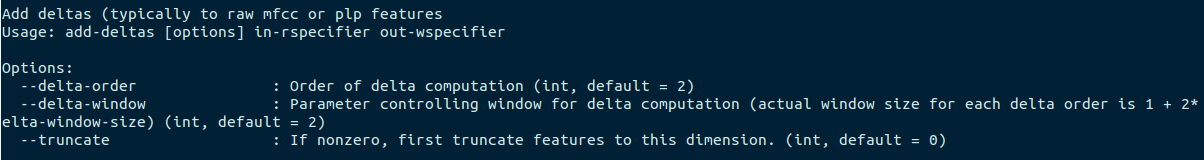 Add deltas (typically to raw mfcc or plp features
Usage: add-deltas [options] in-rspecifier out-wspecifier
Options:
--delta-order : Order of delta computation (int, default = 2)
--delta-window : Parameter controlling window for delta computation (actual window size for each delta order is 1 + 2*
elta-window-size) (int, default = 2)
--truncate : If nonzero, first truncate features to this dimension. (int, default = 0)